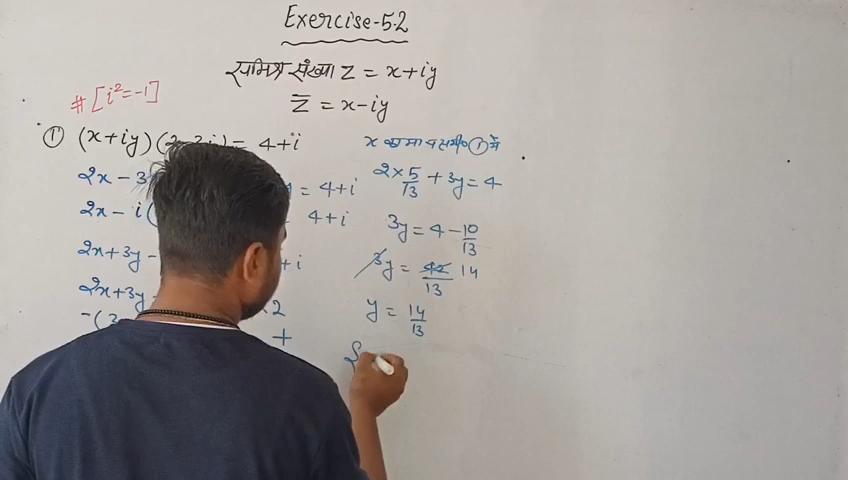 Exercise-5.2
समिश्र संख्या z = x+iy
# [i²=-1]
z̅ = x-iy
① (x+iy)(2-3i) = 4+i
2x-3
= 4+i
2x-i(
4+i
2x+3y-
+i
2x+3y
×2
-(3
+
x का मान समी० ① में
2×5/13 + 3y = 4
3y = 4 - 10/13
3y = 42/13 14
y = 14/13